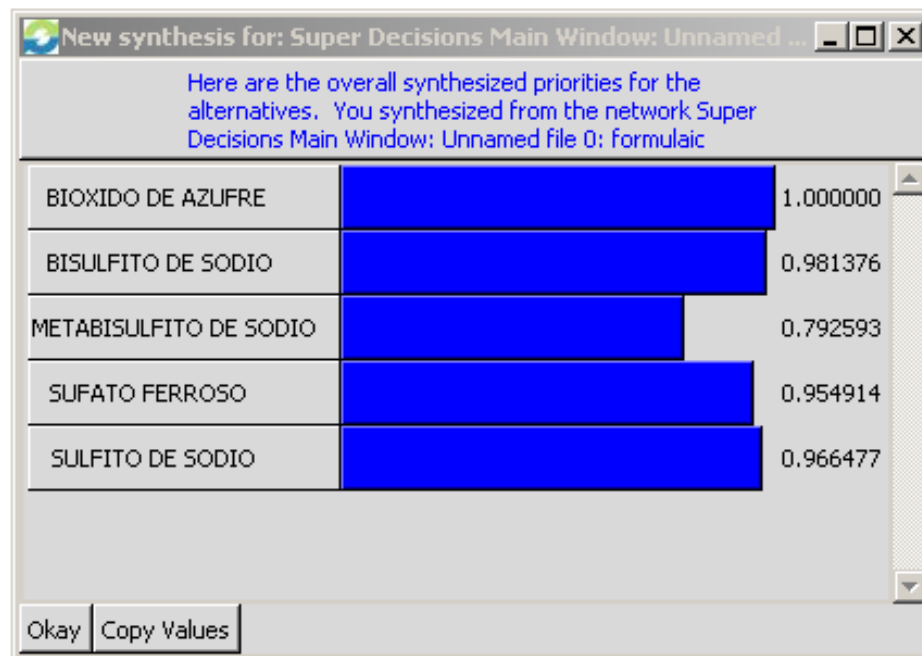 New synthesis for: Super Decisions Main Window: Unnamed ...
Here are the overall synthesized priorities for the
alternatives. You synthesized from the network Super
Decisions Main Window: Unnamed file 0: formulaic
BIOXIDO DE AZUFRE 1.000000
BISULFITO DE SODIO 0.981376
METABISULFITO DE SODIO 0.792593
SUFATO FERROSO 0.954914
SULFITO DE SODIO 0.966477
Okay Copy Values